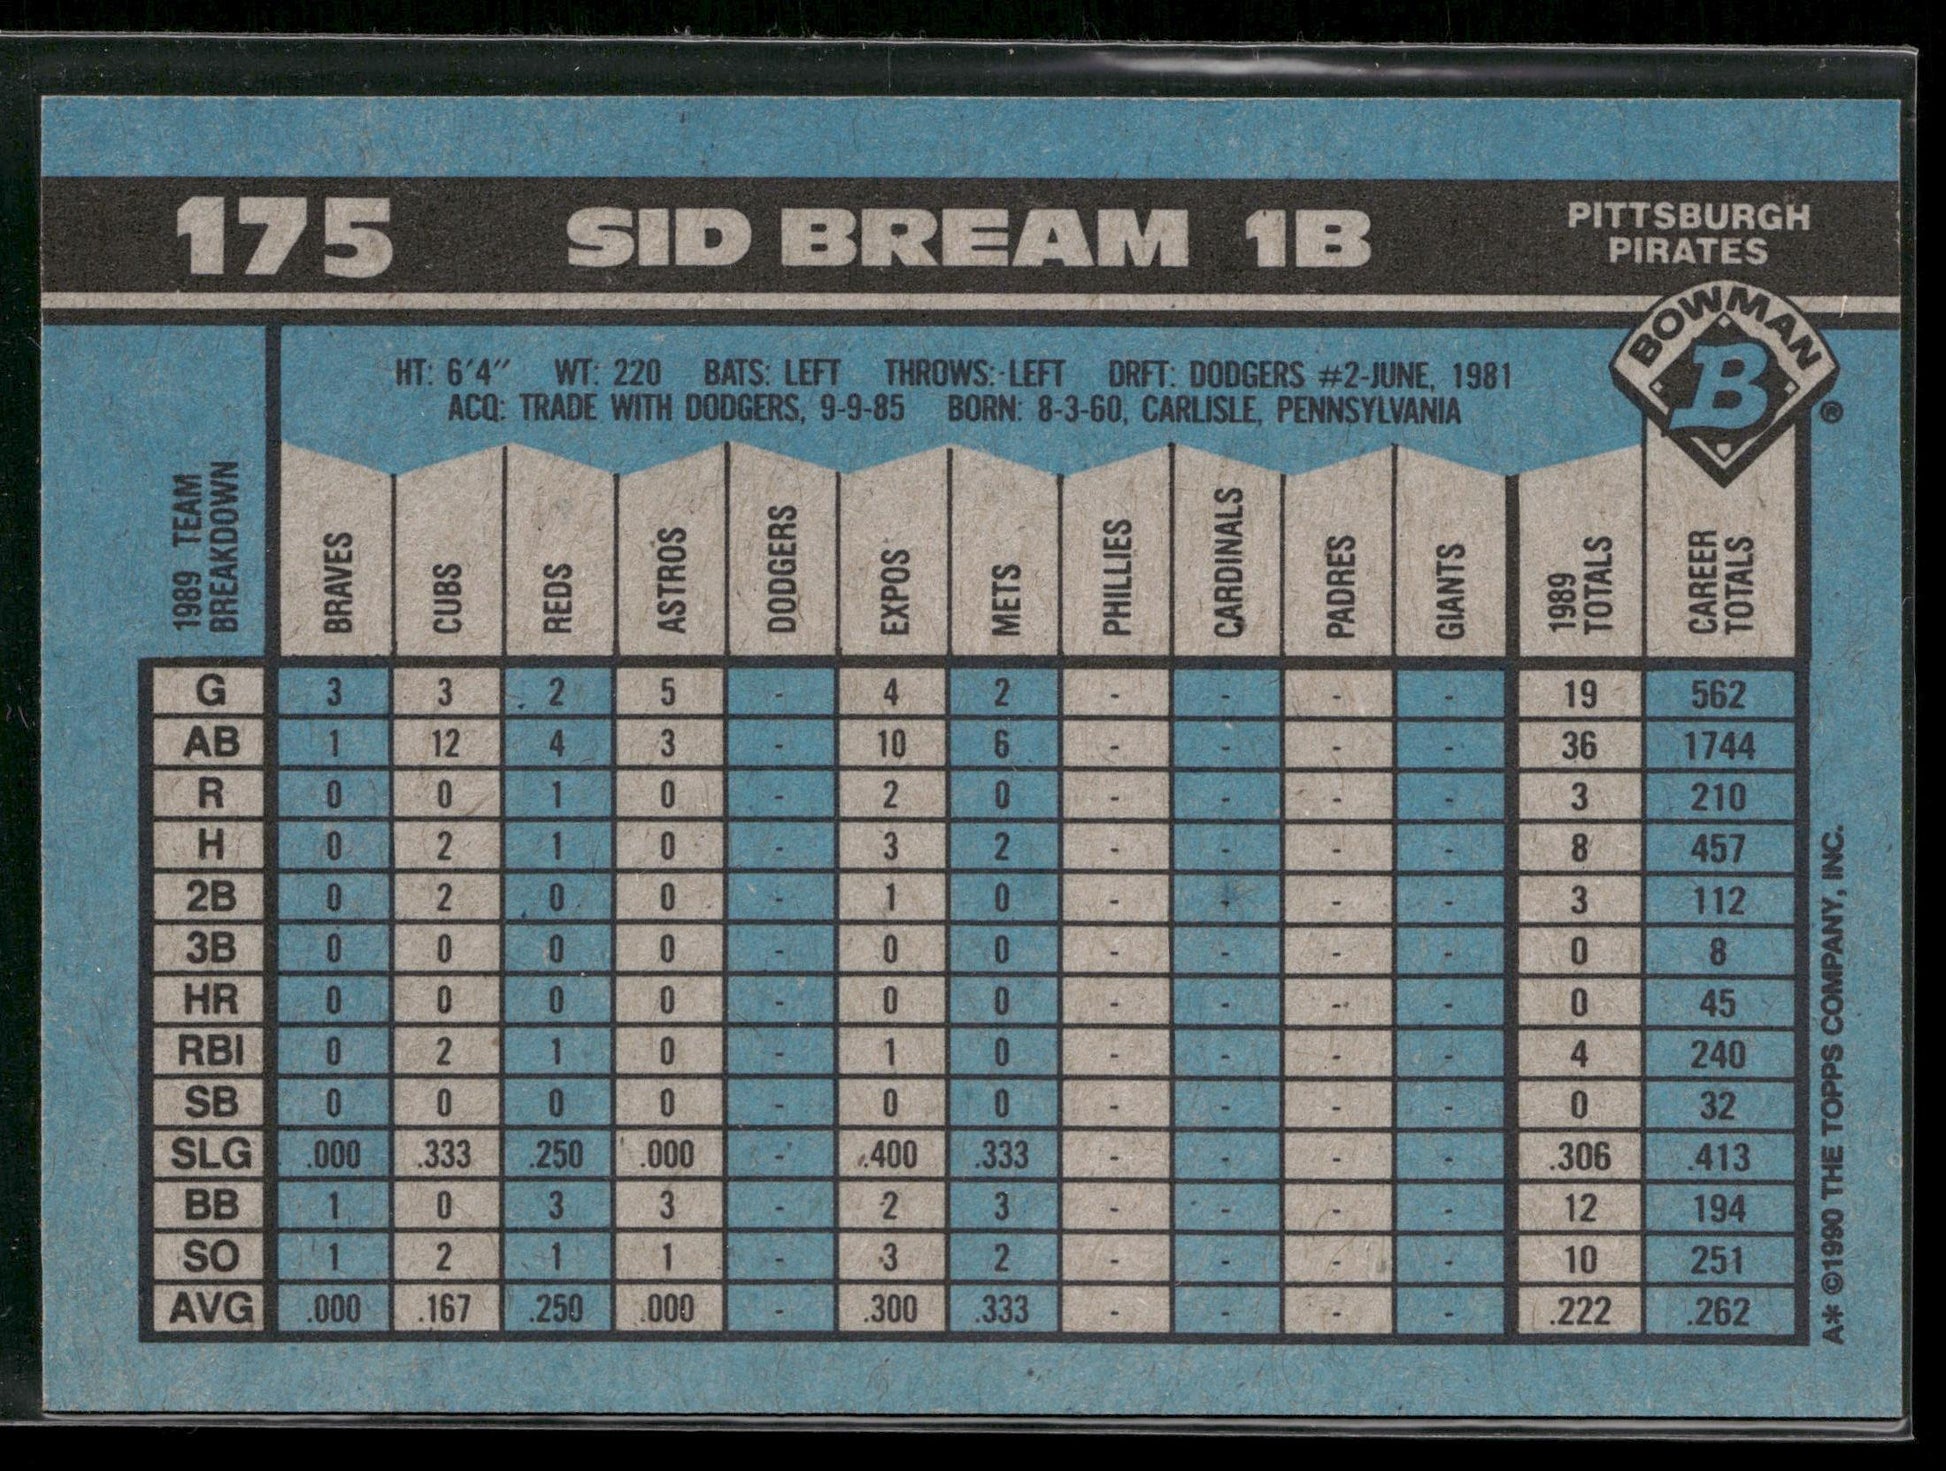 175 SID BREAM 1B PITTSBURGH
PIRATES
BOWMAN
B
®
HT: 6'4" WT: 220 BATS: LEFT THROWS: LEFT DRFT: DODGERS #2-JUNE, 1981
ACQ: TRADE WITH DODGERS, 9-9-85 BORN: 8-3-60, CARLISLE, PENNSYLVANIA
1989 TEAM
BREAKDOWN
BRAVES
CUBS
REDS
ASTROS
DODGERS
EXPOS
METS
PHILLIES
CARDINALS
PADRES
GIANTS
1989
TOTALS
CAREER
TOTALS
G 3 3 2 5 - 4 2 - - - - 19 562
AB 1 12 4 3 - 10 6 - - - - 36 1744
R 0 0 1 0 - 2 0 - - - - 3 210
H 0 2 1 0 - 3 2 - - - - 8 457
2B 0 2 0 0 - 1 0 - - - - 3 112
3B 0 0 0 0 - 0 0 - - - - 0 8
HR 0 0 0 0 - 0 0 - - - - 0 45
RBI 0 2 1 0 - 1 0 - - - - 4 240
SB 0 0 0 0 - 0 0 - - - - 0 32
SLG .000 .333 .250 .000 - .400 .333 - - - - .306 .413
BB 1 0 3 3 - 2 3 - - - - 12 194
SO 1 2 1 1 - 3 2 - - - - 10 251
AVG .000 .167 .250 .000 - .300 .333 - - - - .222 .262
A* ©1990 THE TOPPS COMPANY, INC.